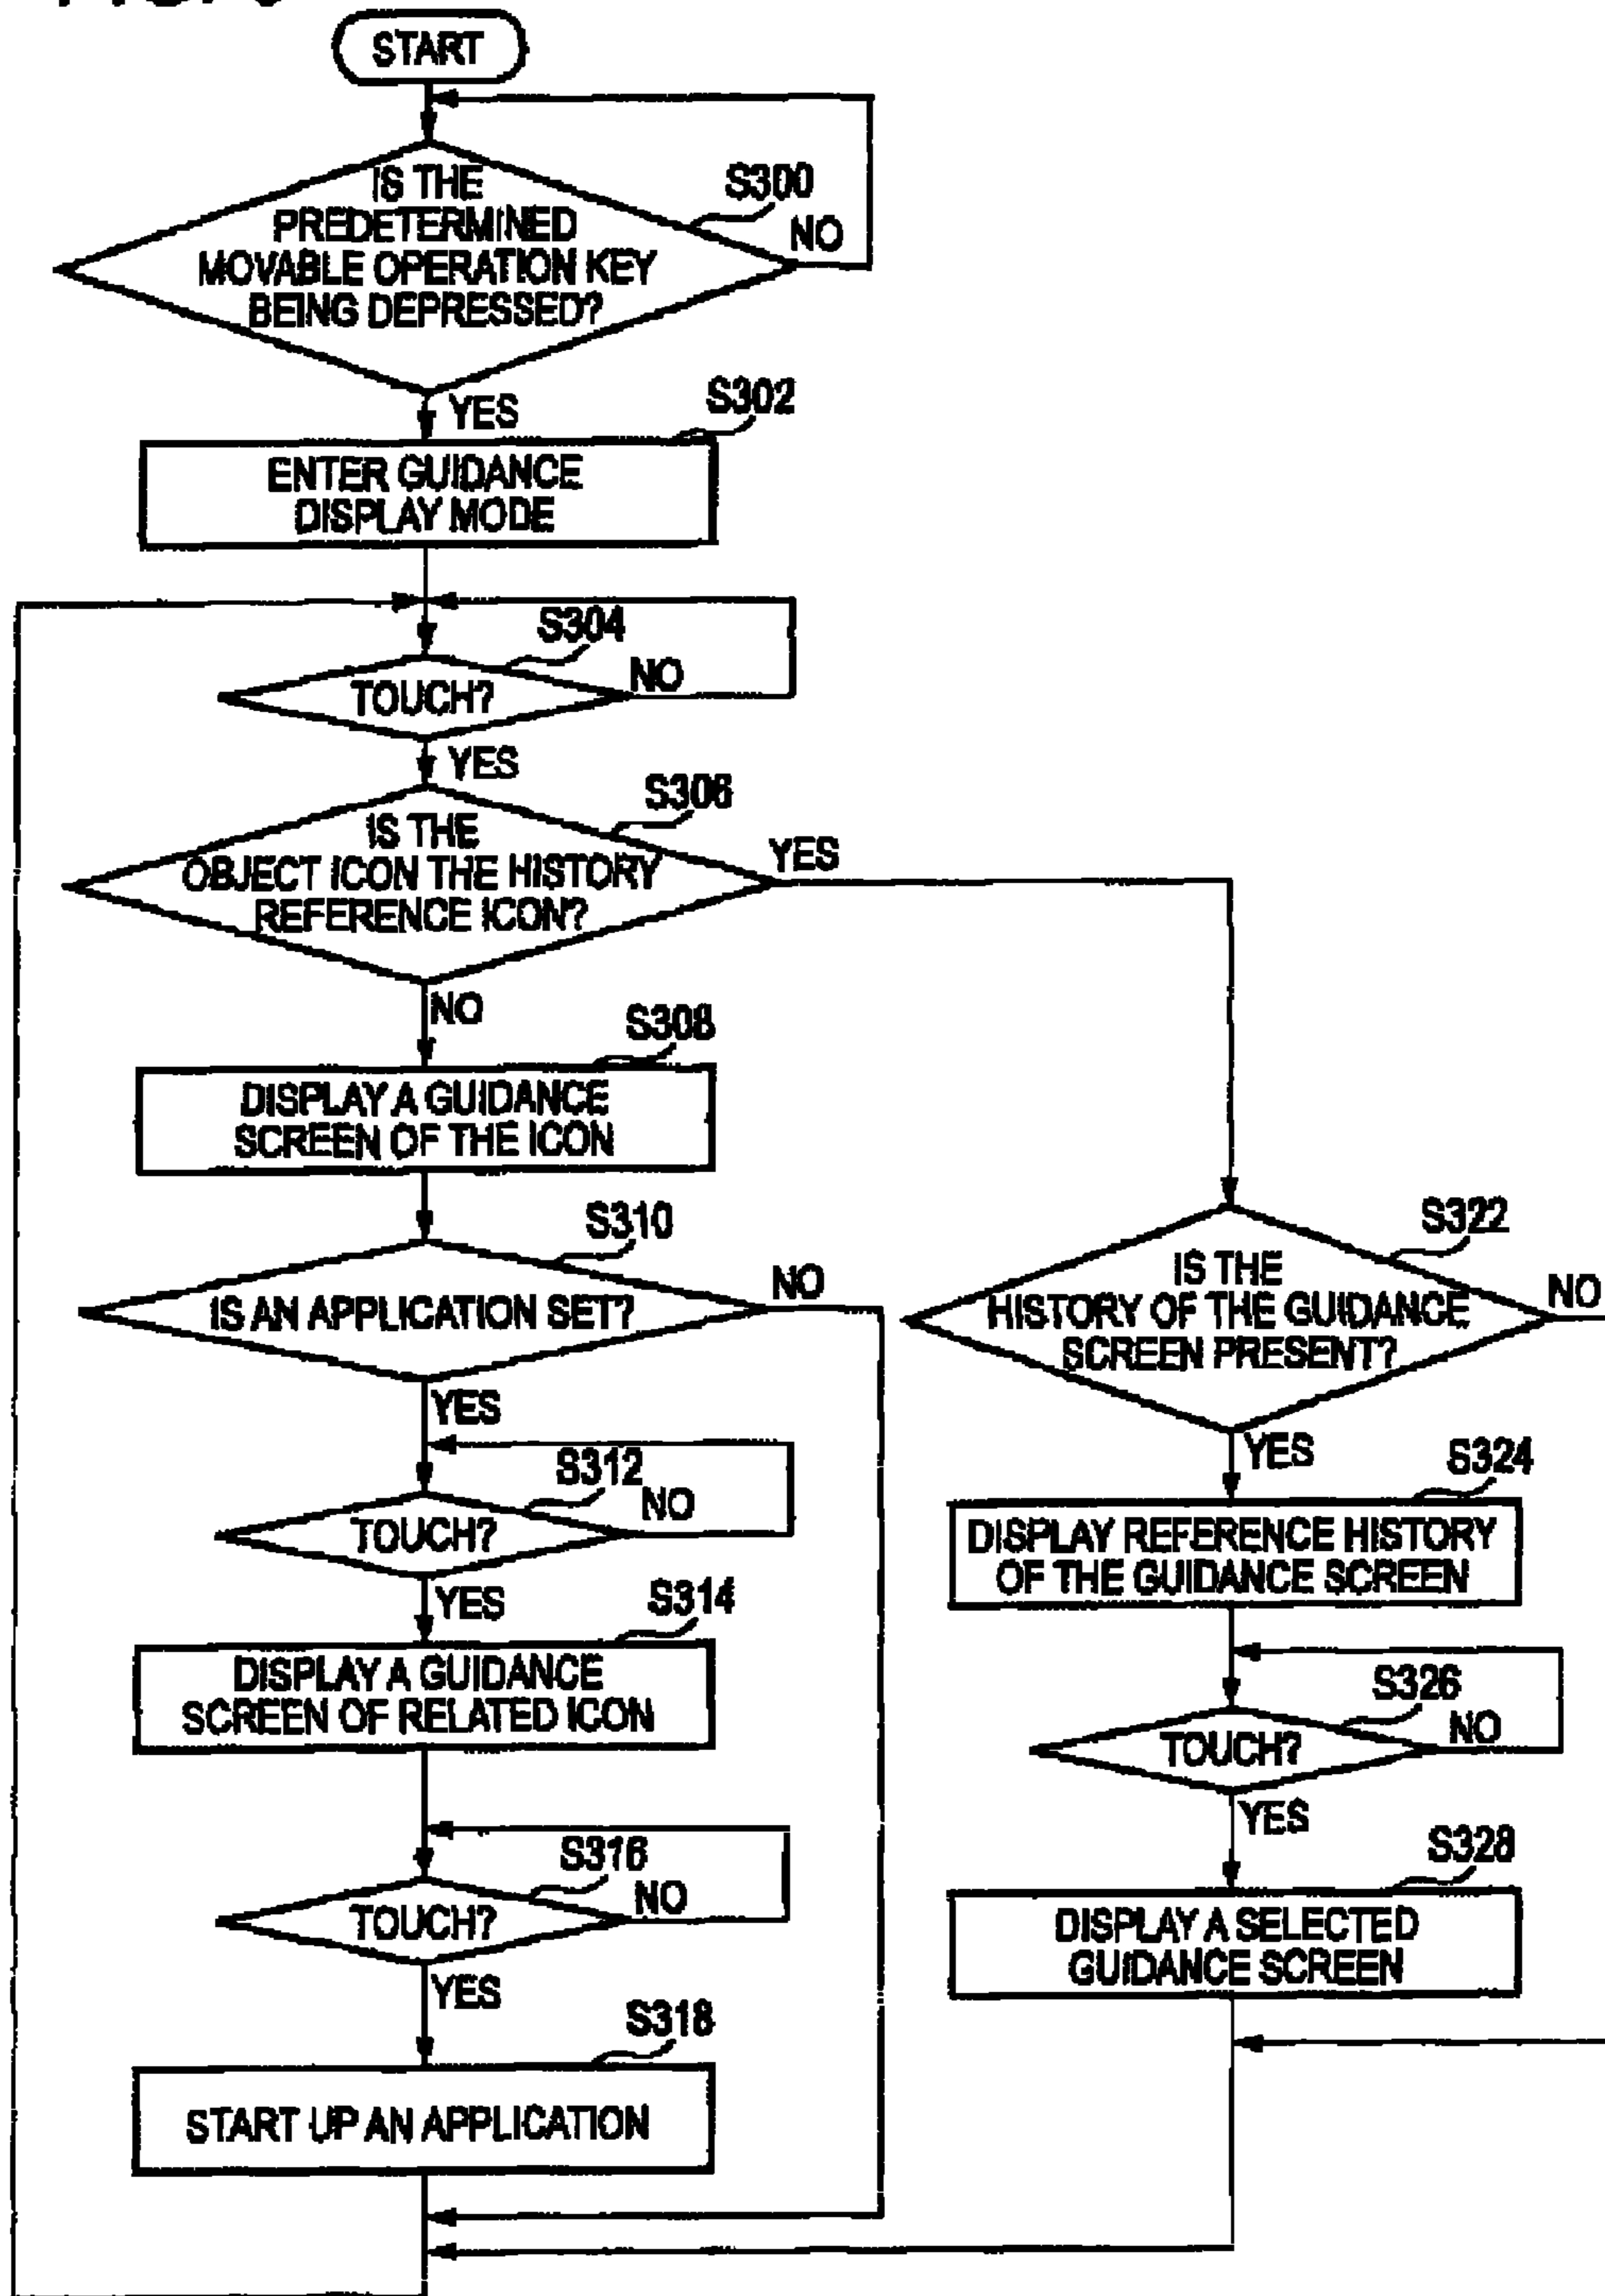 START
IS THE
PREDETERMINED
MOVABLE OPERATION KEY
BEING DEPRESSED?
S300
NO
YES
S302
ENTER GUIDANCE
DISPLAY MODE
S304
TOUCH?
NO
YES
S306
IS THE
OBJECT ICON THE HISTORY
REFERENCE ICON?
YES
NO
S308
DISPLAY A GUIDANCE
SCREEN OF THE ICON
S310
IS AN APPLICATION SET?
NO
YES
S312
TOUCH?
NO
YES
S314
DISPLAY A GUIDANCE
SCREEN OF RELATED ICON
S316
TOUCH?
NO
YES
S318
START UP AN APPLICATION
S322
IS THE
HISTORY OF THE GUIDANCE
SCREEN PRESENT?
NO
YES
S324
DISPLAY REFERENCE HISTORY
OF THE GUIDANCE SCREEN
S326
TOUCH?
NO
YES
S328
DISPLAY A SELECTED
GUIDANCE SCREEN